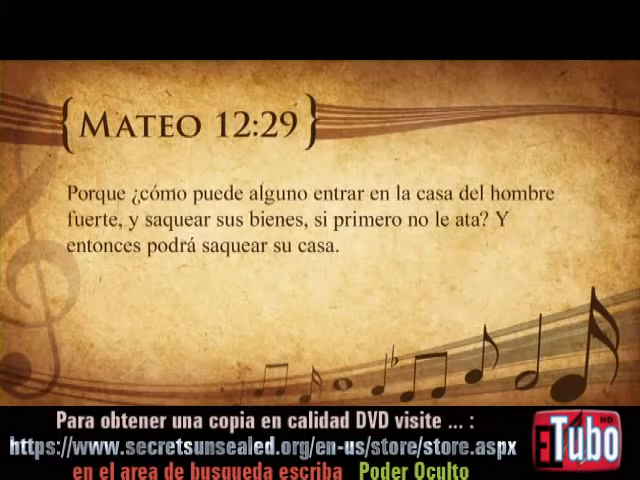 {MATEO 12:29}
Porque ¿cómo puede alguno entrar en la casa del hombre
fuerte, y saquear sus bienes, si primero no le ata? Y
entonces podrá saquear su casa.
Para obtener una copia en calidad DVD visite ... :
https://www.secretsunsealed.org/en-us/store/store.aspx
en el area de busqueda escriba Poder Oculto
El Tubo HD